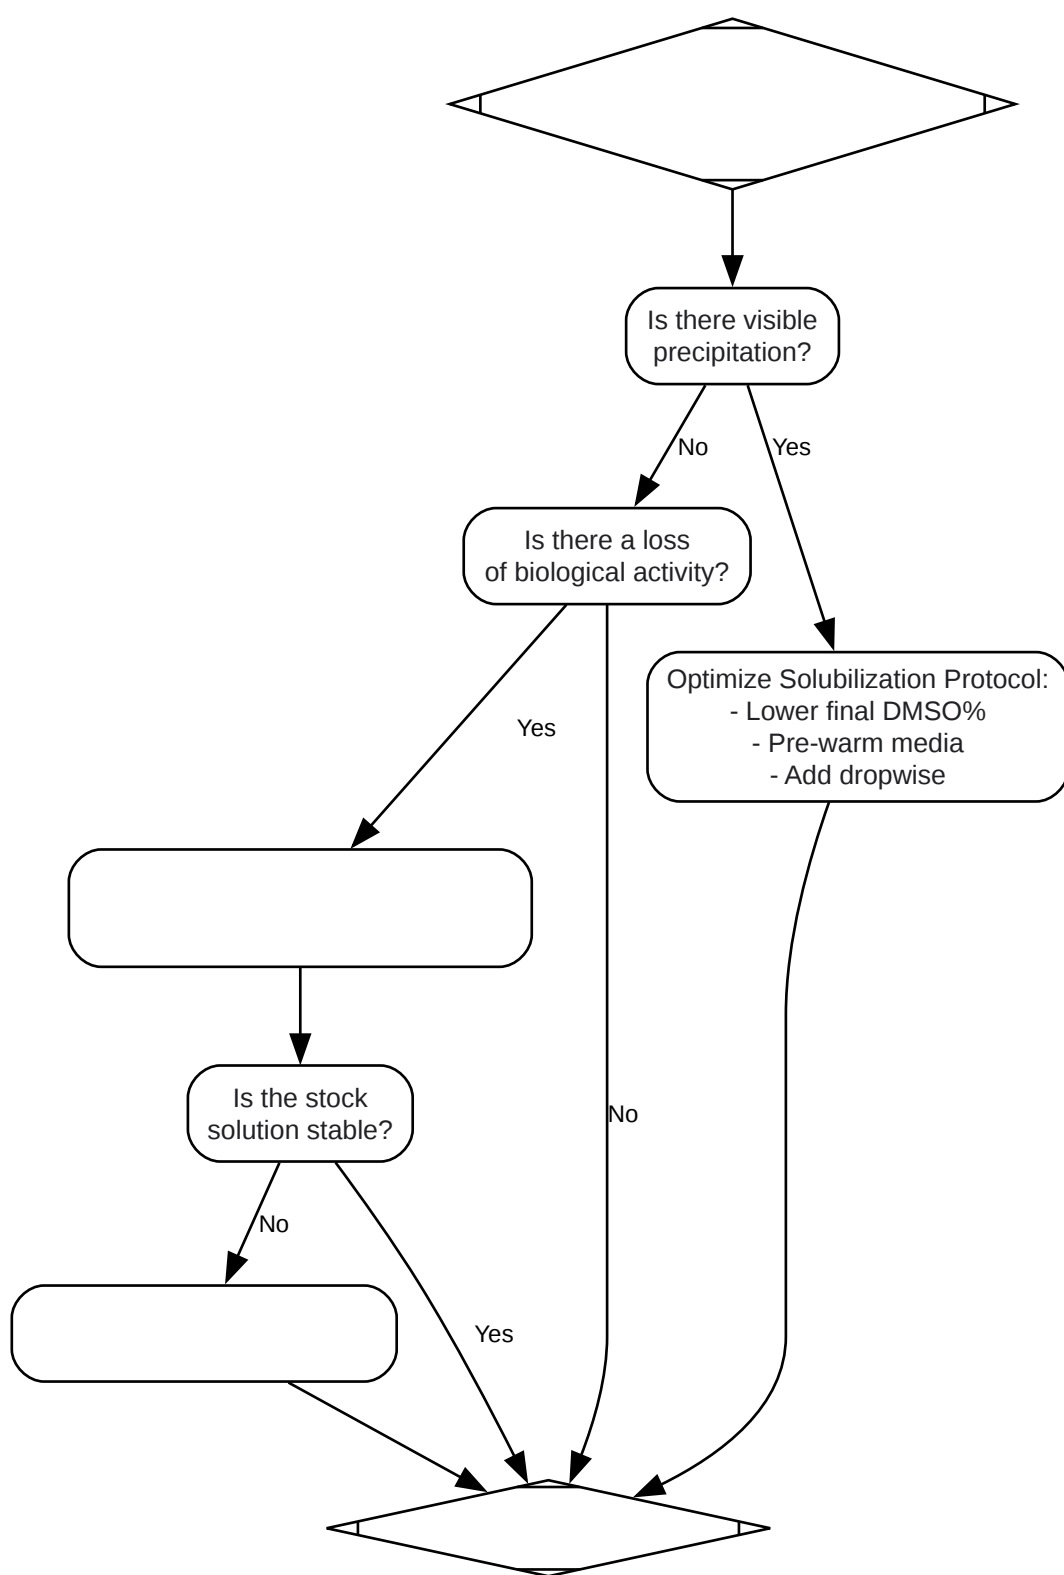 Is there visible
precipitation?
No
Yes
Is there a loss
of biological activity?
Optimize Solubilization Protocol:
- Lower final DMSO%
- Pre-warm media
- Add dropwise
Yes
Is the stock
solution stable?
No
No
Yes